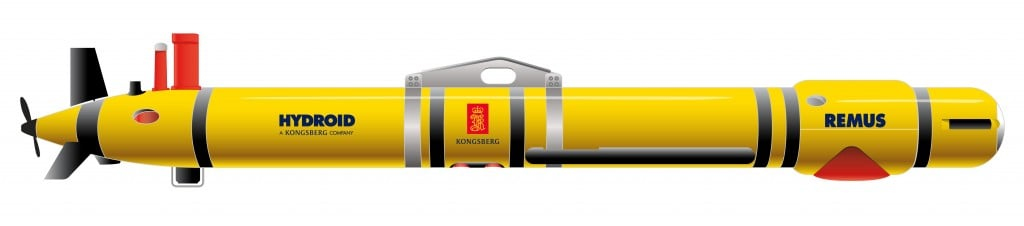 HYDROID
A KONGSBERG COMPANY
KONGSBERG
REMUS